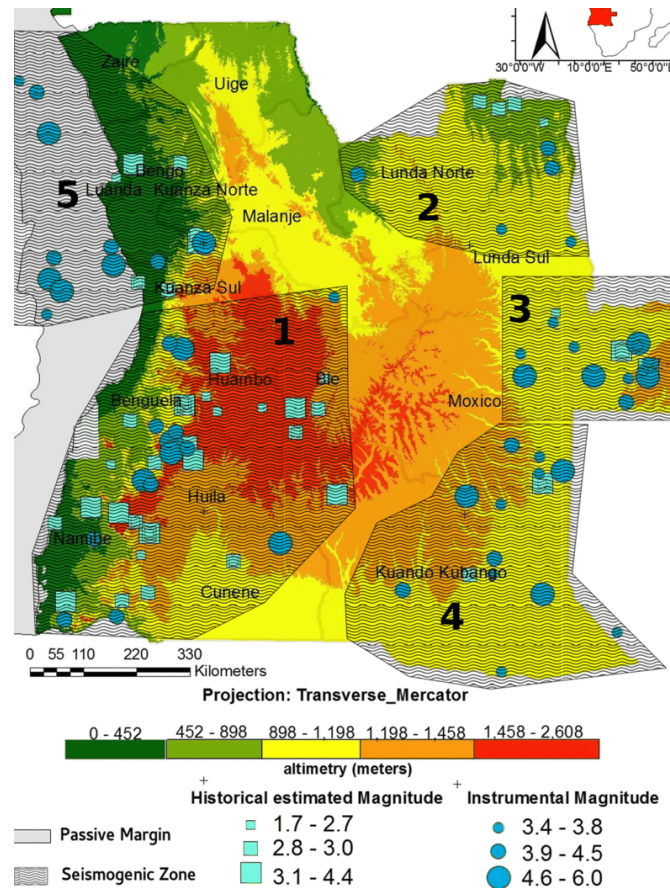 30°00'00"W 10°00'0"E 50°00'0"E
Zaire
Uige
Bengo
Lunda Norte
Luanda Kuanza Norte
5
2
Malanje
Lunda Sul
Kuanza Sul
3
1
Huambo
Bie
Moxico
Benguela
Huila
Namibe
Kuando Kubango
Cunene
4
0 55 110 220 330
Kilometers
Projection: Transverse_Mercator
0 - 452 452 - 898 898 - 1,198 1,198 - 1,458 1,458 - 2,608
altimetry (meters)
Historical estimated Magnitude Instrumental Magnitude
Passive Margin 1.7 - 2.7 3.4 - 3.8
2.8 - 3.0 3.9 - 4.5
Seismogenic Zone 3.1 - 4.4 4.6 - 6.0